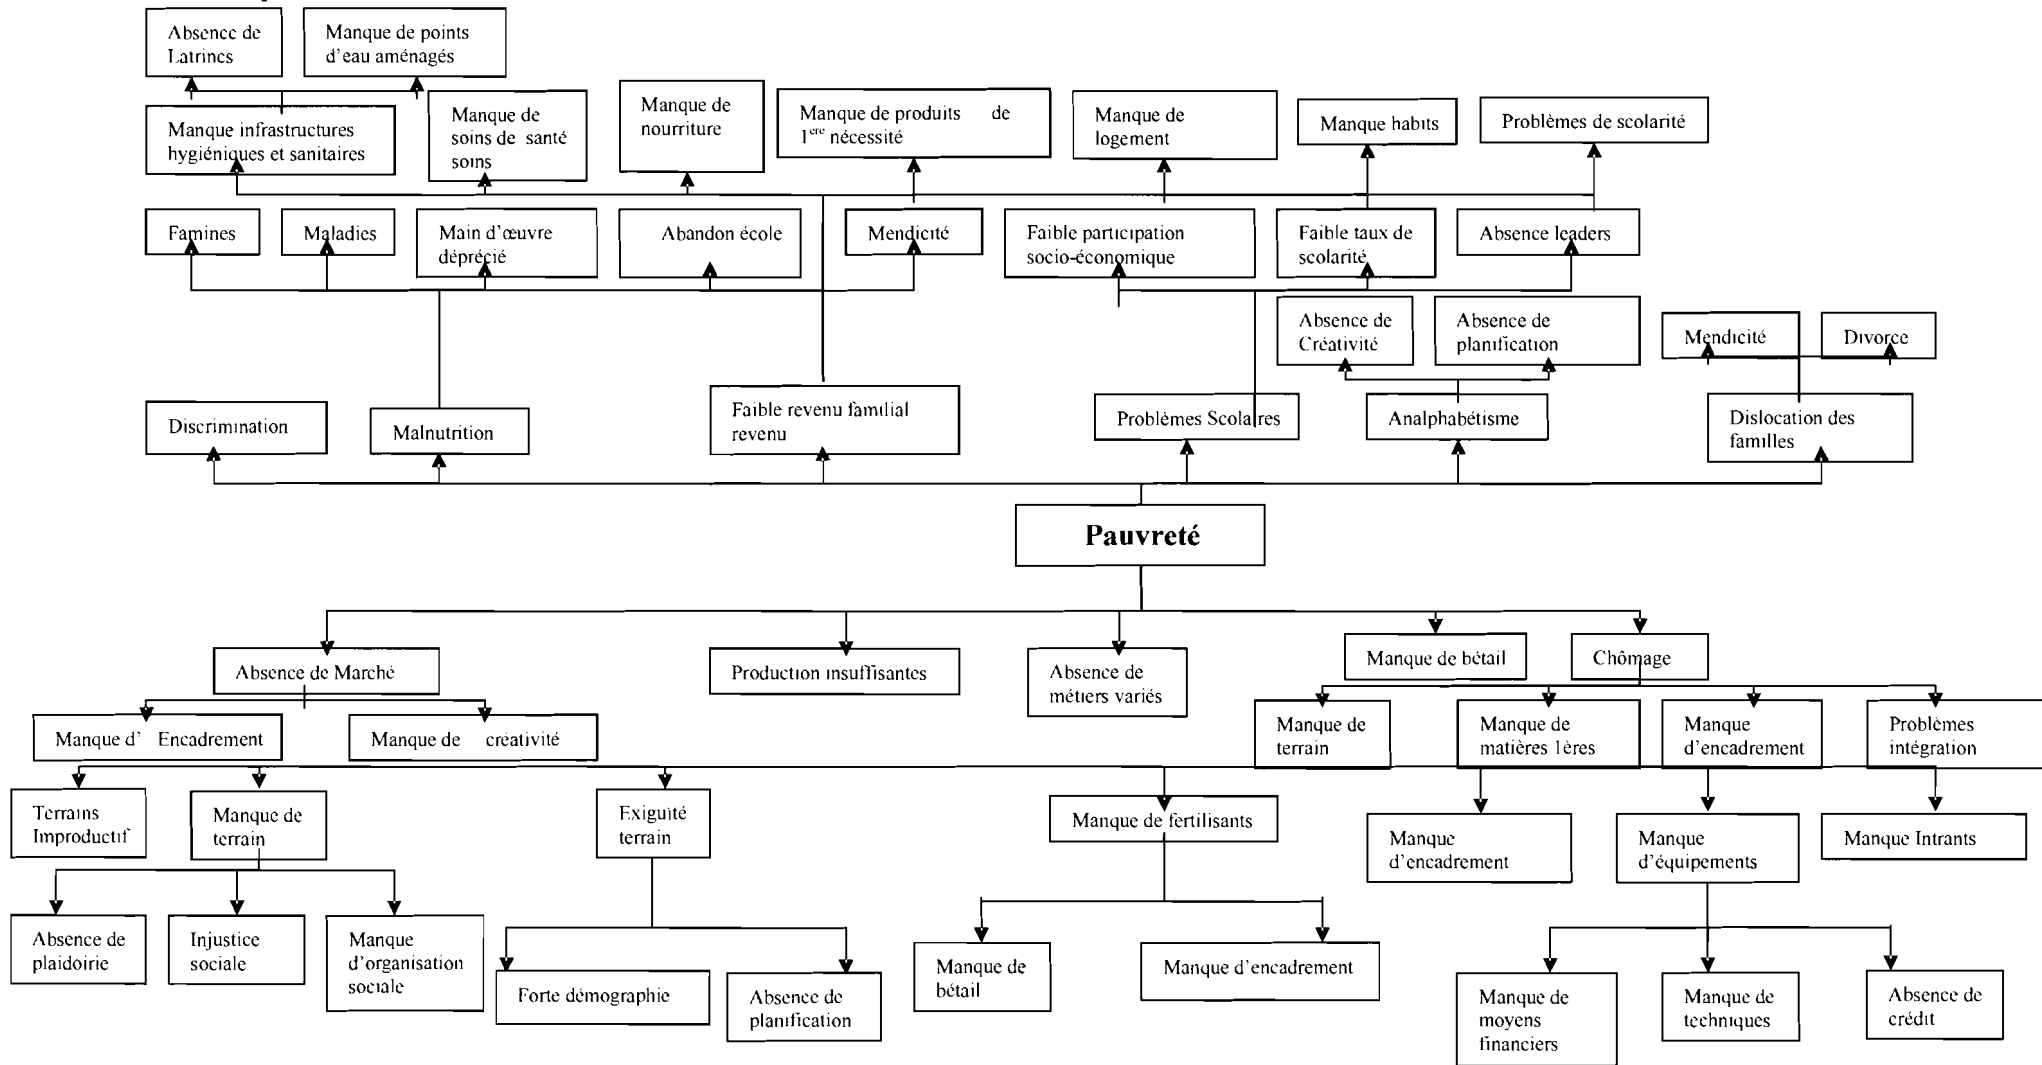 Absence de
Latrines
Manque de points
d'eau aménagés
Manque infrastructures
hygiéniques et sanitaires
Manque de
soins de santé
soins
Manque de
nourriture
Manque de produits de
1ere nécessité
Manque de
logement
Manque habits
Problèmes de scolarité
Famines
Maladies
Main d'œuvre
déprécié
Abandon école
Mendicité
Faible participation
socio-économique
Faible taux de
scolarité
Absence leaders
Absence de
Créativité
Absence de
planification
Mendicité
Divorce
Discrimination
Malnutrition
Faible revenu familial
revenu
Problèmes Scolaires
Analphabétisme
Dislocation des
familles
Pauvreté
Absence de Marché
Production insuffisantes
Absence de
métiers variés
Manque de bétail
Chômage
Manque d' Encadrement
Manque de créativité
Manque de
terrain
Manque de
matières 1ères
Manque
d'encadrement
Problèmes
intégration
Terrains
Improductif
Manque de
terrain
Exiguïté
terrain
Manque de fertilisants
Manque
d'encadrement
Manque
d'équipements
Manque Intrants
Absence de
plaidoirie
Injustice
sociale
Manque
d'organisation
sociale
Forte démographie
Absence de
planification
Manque de
bétail
Manque d'encadrement
Manque de
moyens
financiers
Manque de
techniques
Absence de
crédit